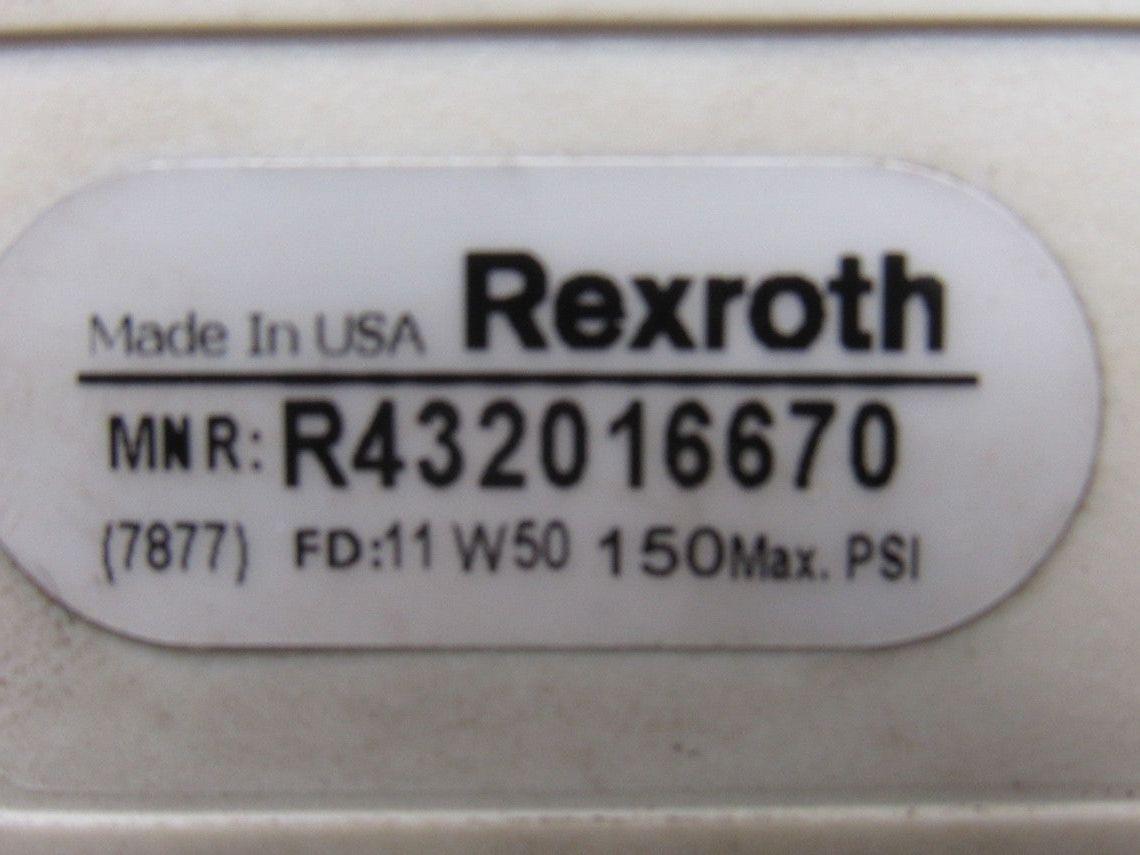 Made In USA Rexroth
MNR: R432016670
(7877) FD:11 W50 150Max. PSI